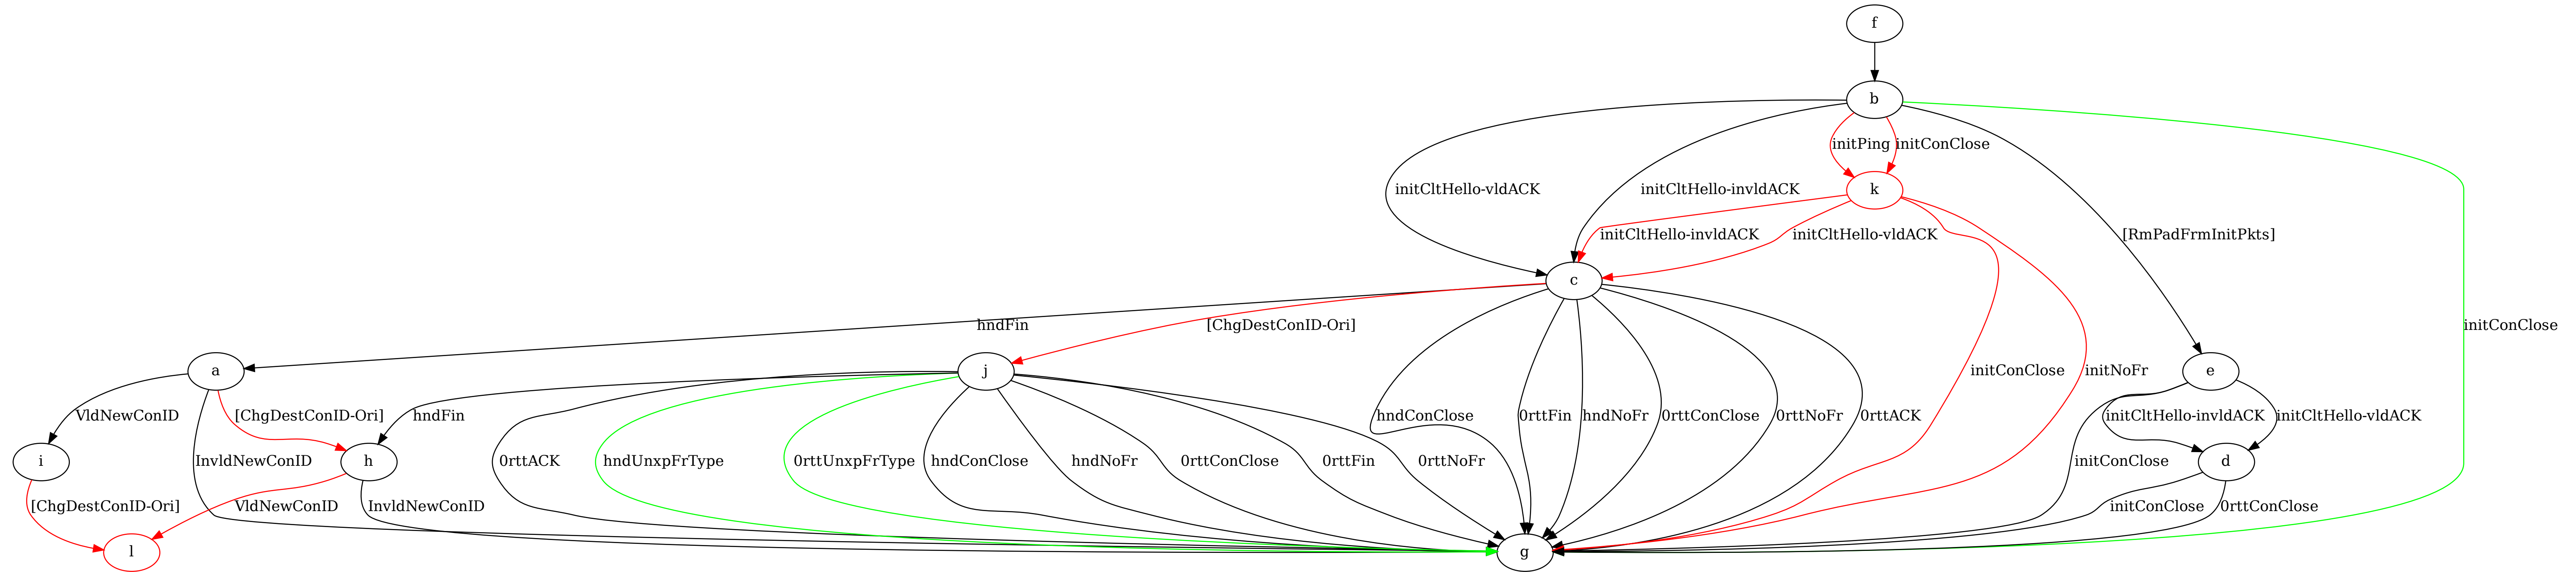 f
b
initPing
initConClose
initCltHello-vldACK
initCltHello-invldACK
k
[RmPadFrmInitPkts]
initCltHello-invldACK
initCltHello-vldACK
c
hndFin
[ChgDestConID-Ori]
initConClose
a
j
initConClose
initNoFr
e
VldNewConID
[ChgDestConID-Ori]
hndFin
hndConClose
0rttFin
hndNoFr
0rttConClose
0rttNoFr
0rttACK
initCltHello-invldACK
initCltHello-vldACK
i
InvldNewConID
h
0rttACK
hndUnxpFrType
0rttUnxpFrType
hndConClose
hndNoFr
0rttConClose
0rttFin
0rttNoFr
initConClose
d
[ChgDestConID-Ori]
VldNewConID
InvldNewConID
initConClose
0rttConClose
l
g